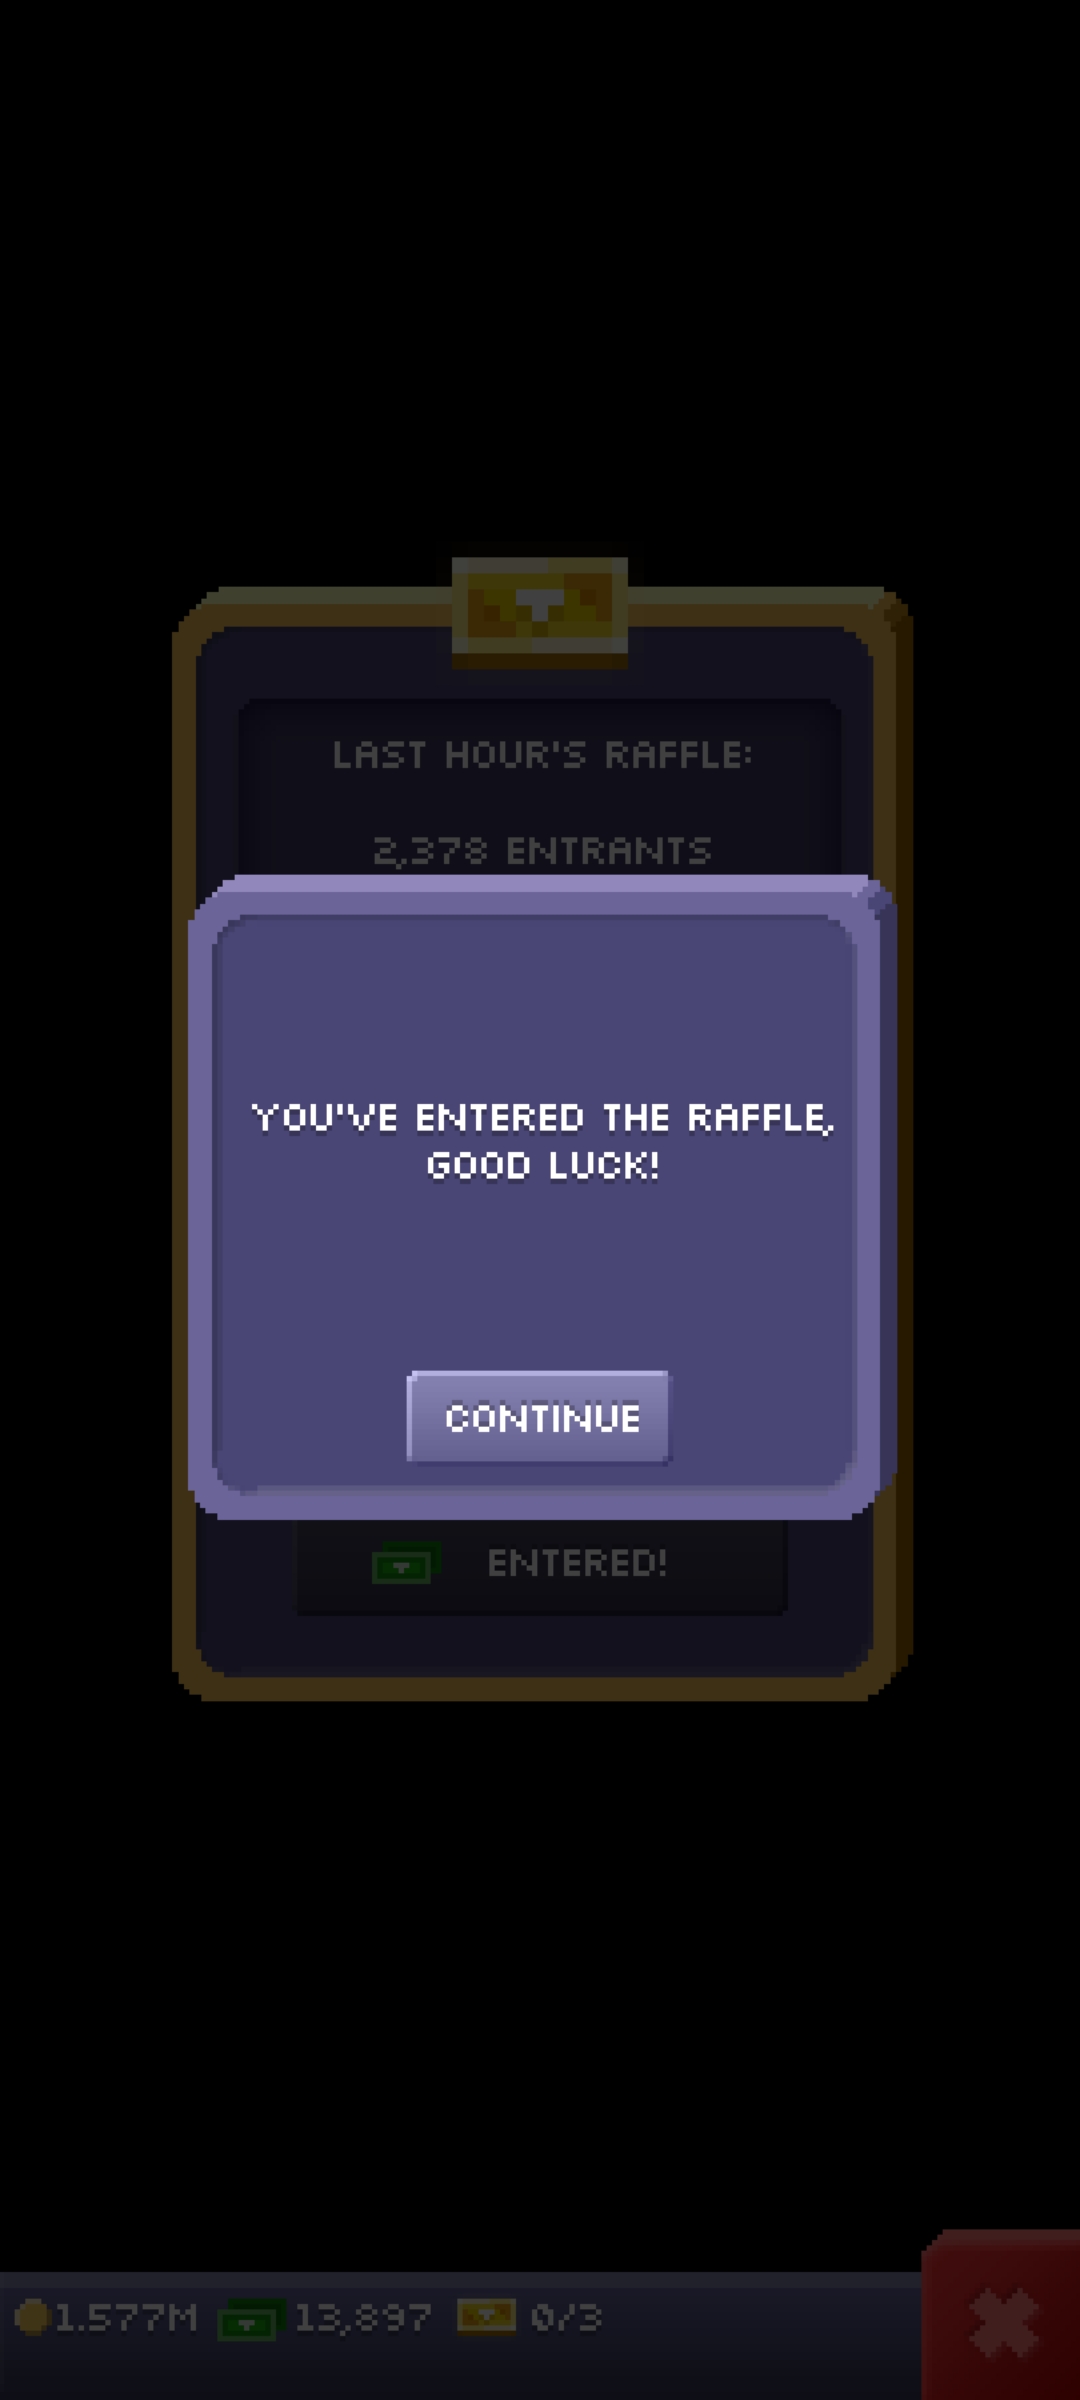 LAST HOUR'S RAFFLE:
2,378 ENTRANTS
YOU'VE ENTERED THE RAFFLE,
GOOD LUCK!
CONTINUE
ENTERED!
1.577M 13,897 0/3